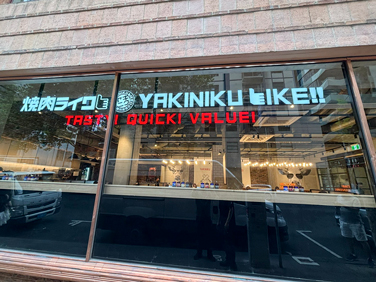 焼肉ライク YAKINIKU LIKE!!
TASTY! QUICK! VALUE!